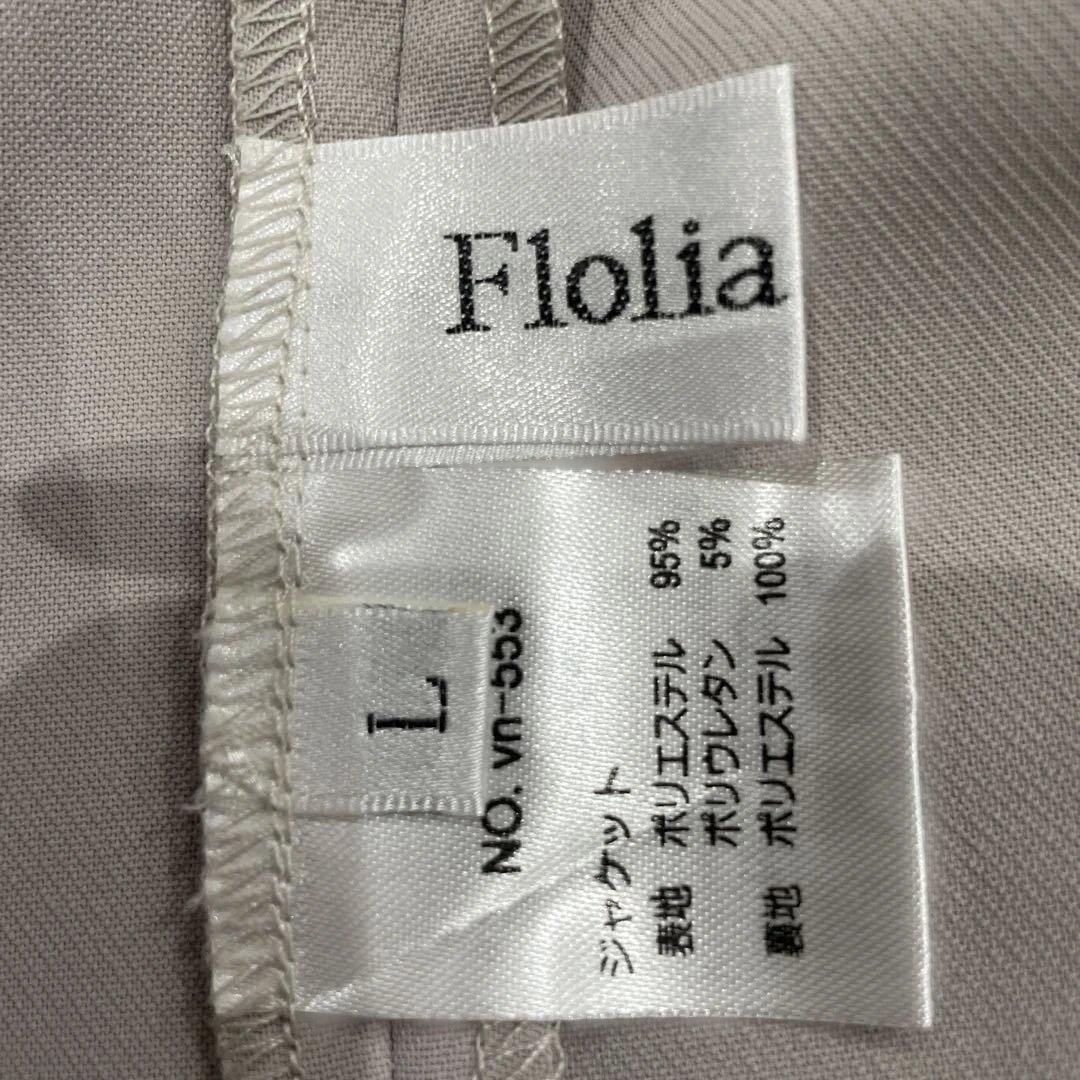 Flolia
L
NO. vn-553
ジャケット
表地 ポリエステル 95%
ポリウレタン 5%
裏地 ポリエステル 100%